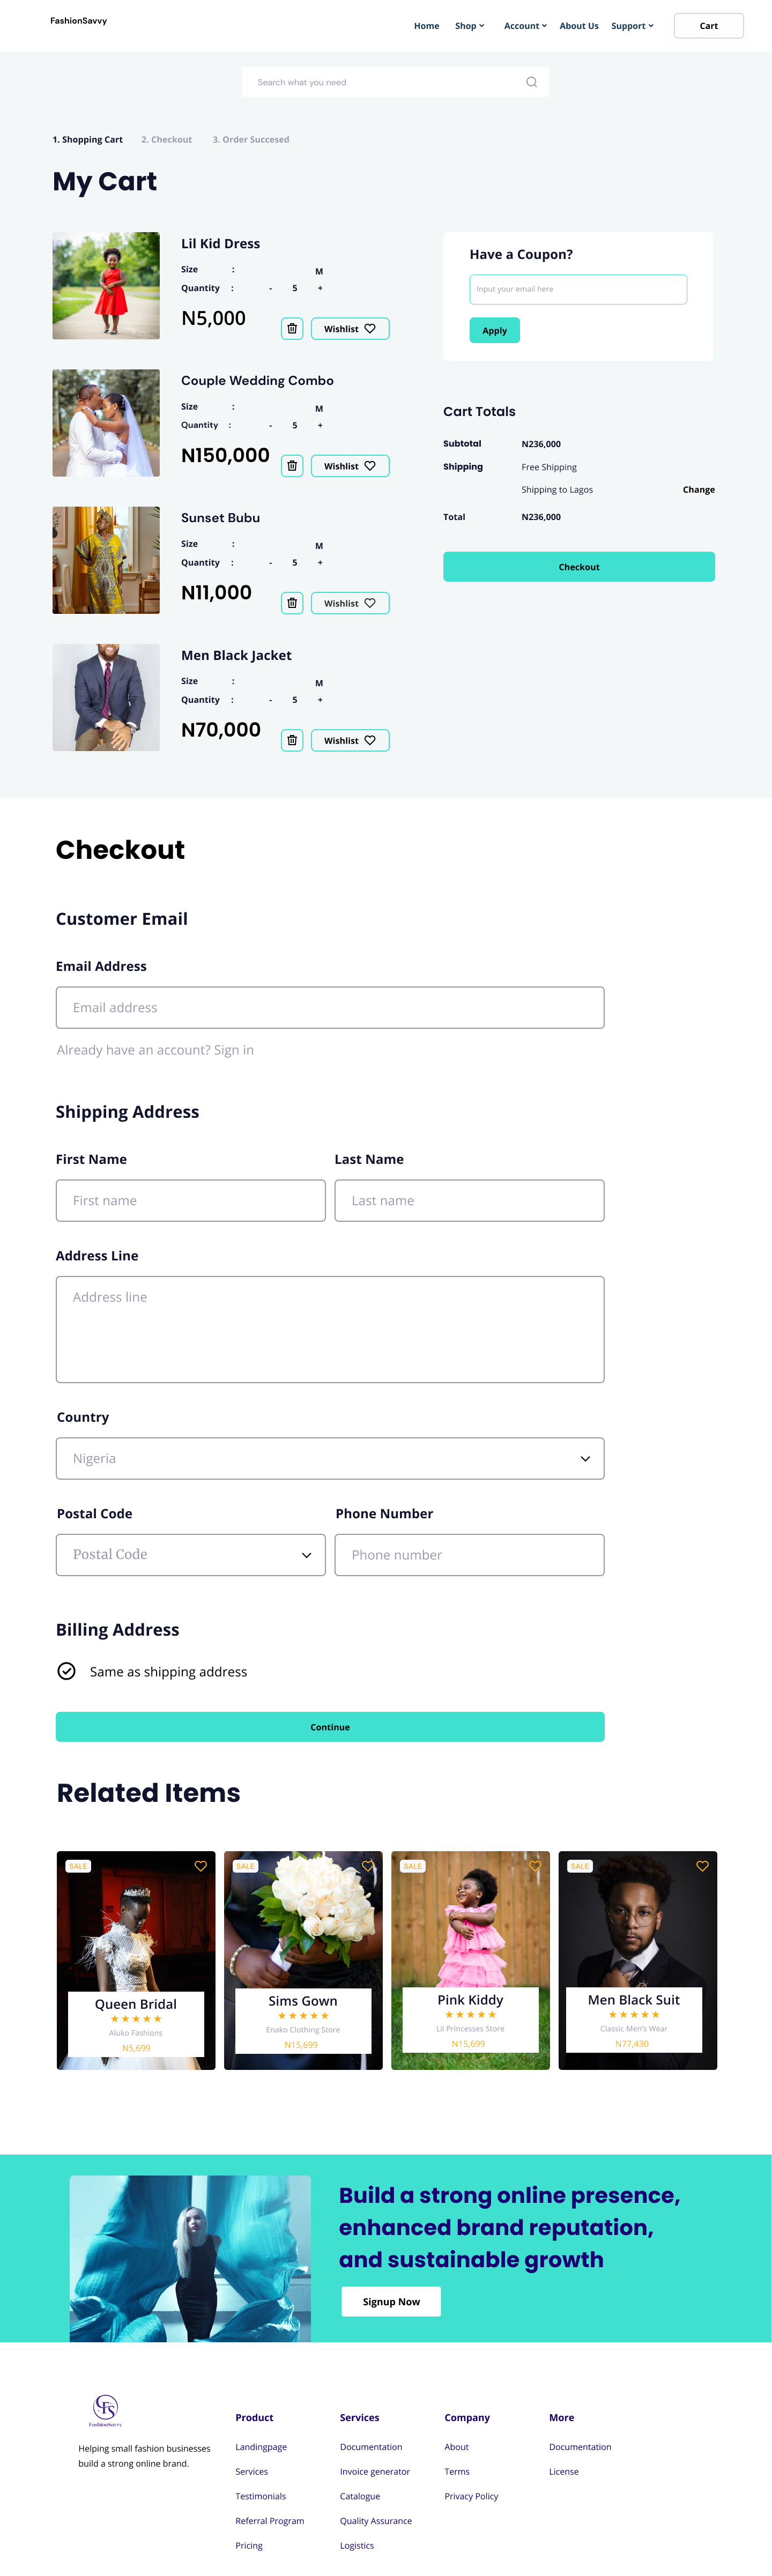 FashionSavvy
Home Shop Account About Us Support Cart
Search what you need
1. Shopping Cart 2. Checkout 3. Order Succesed
My Cart
Lil Kid Dress
Size : M
Quantity : - 5 +
N5,000
Wishlist
Couple Wedding Combo
Size : M
Quantity : - 5 +
N150,000
Wishlist
Sunset Bubu
Size : M
Quantity : - 5 +
N11,000
Wishlist
Men Black Jacket
Size : M
Quantity : - 5 +
N70,000
Wishlist
Have a Coupon?
Input your email here
Apply
Cart Totals
Subtotal N236,000
Shipping Free Shipping
Shipping to Lagos Change
Total N236,000
Checkout
Checkout
Customer Email
Email Address
Email address
Already have an account? Sign in
Shipping Address
First Name Last Name
First name Last name
Address Line
Address line
Country
Nigeria
Postal Code Phone Number
Postal Code Phone number
Billing Address
Same as shipping address
Continue
Related Items
SALE
Queen Bridal
Aluko Fashions
N5,699
SALE
Sims Gown
Enako Clothing Store
N15,699
SALE
Pink Kiddy
Lil Princesses Store
N15,699
SALE
Men Black Suit
Classic Men's Wear
N77,430
Build a strong online presence,
enhanced brand reputation,
and sustainable growth
Signup Now
CFS
FashionSavvy
Helping small fashion businesses
build a strong online brand.
Product
Landingpage
Services
Testimonials
Referral Program
Pricing
Services
Documentation
Invoice generator
Catalogue
Quality Assurance
Logistics
Company
About
Terms
Privacy Policy
More
Documentation
License